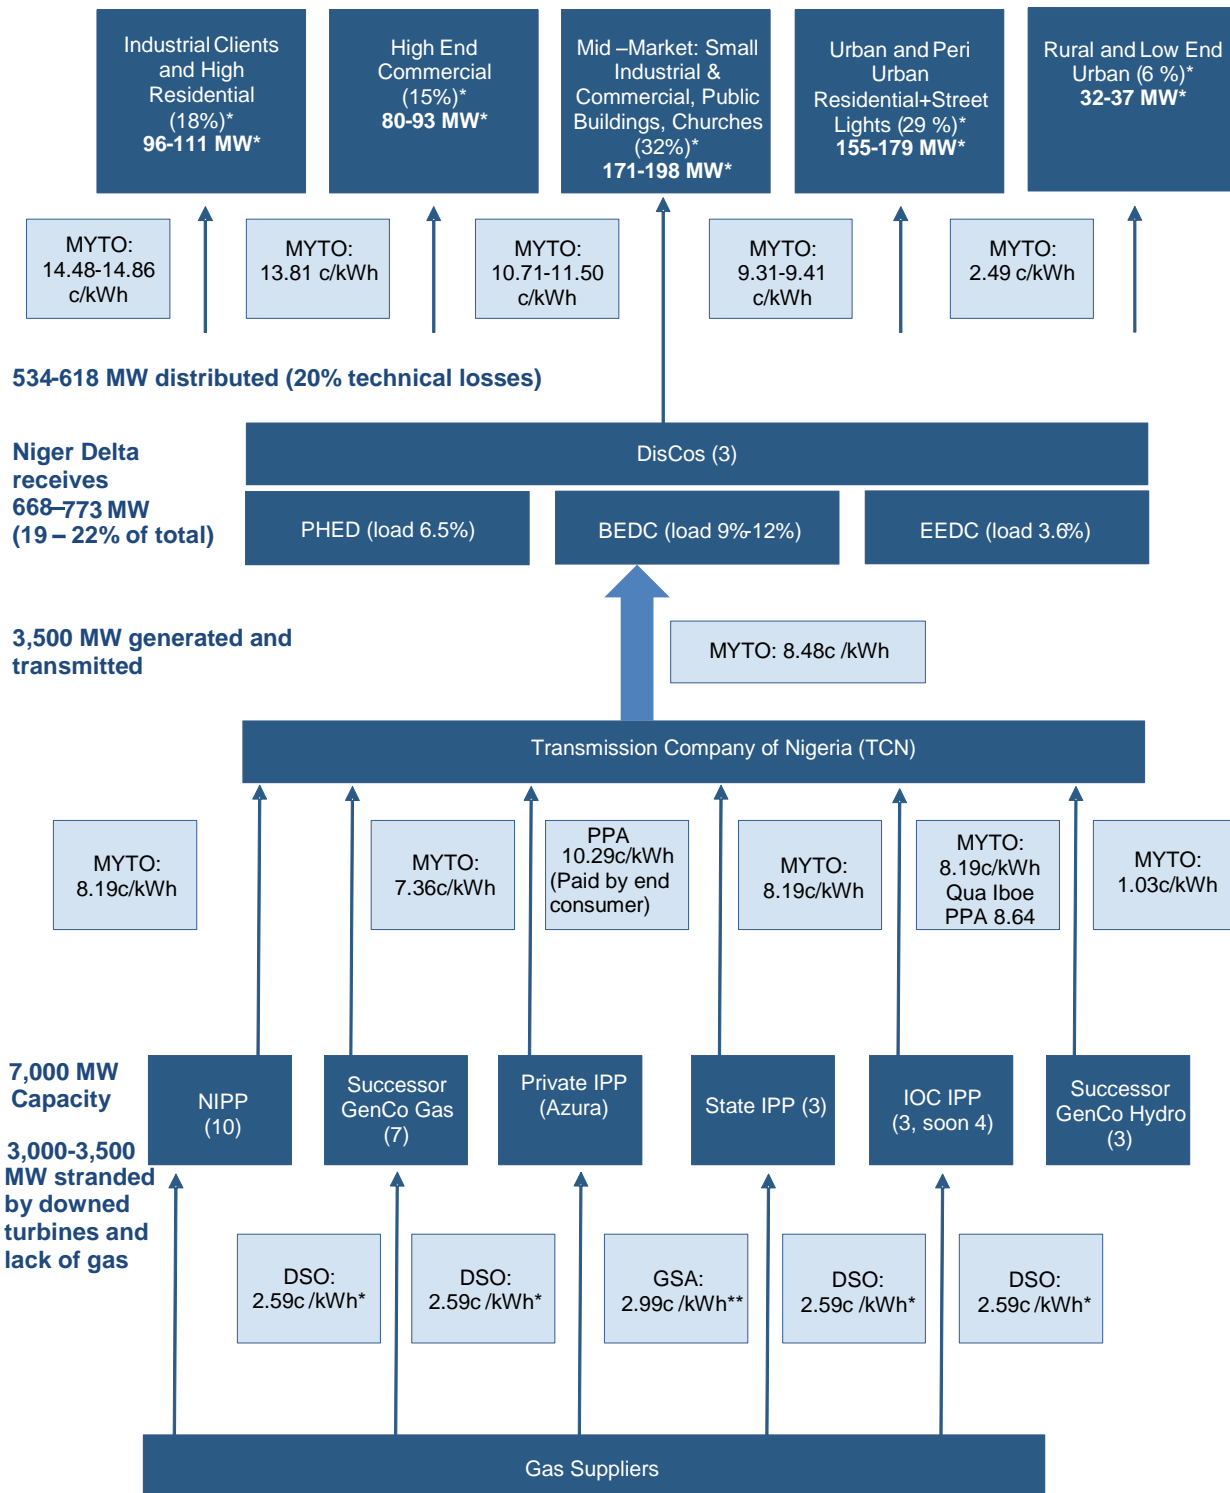 Industrial Clients
and High
Residential
(18%)*
96-111 MW*
High End
Commercial
(15%)*
80-93 MW*
Mid –Market: Small
Industrial &
Commercial, Public
Buildings, Churches
(32%)*
171-198 MW*
Urban and Peri
Urban
Residential+Street
Lights (29 %)*
155-179 MW*
Rural and Low End
Urban (6 %)*
32-37 MW*
MYTO:
14.48-14.86
c/kWh
MYTO:
13.81 c/kWh
MYTO:
10.71-11.50
c/kWh
MYTO:
9.31-9.41
c/kWh
MYTO:
2.49 c/kWh
534-618 MW distributed (20% technical losses)
Niger Delta
receives
668–773 MW
(19 – 22% of total)
DisCos (3)
PHED (load 6.5%)
BEDC (load 9%-12%)
EEDC (load 3.6%)
3,500 MW generated and
transmitted
MYTO: 8.48c /kWh
Transmission Company of Nigeria (TCN)
MYTO:
8.19c/kWh
MYTO:
7.36c/kWh
PPA
10.29c/kWh
(Paid by end
consumer)
MYTO:
8.19c/kWh
MYTO:
8.19c/kWh
Qua Iboe
PPA 8.64
MYTO:
1.03c/kWh
7,000 MW
Capacity
3,000-3,500
MW stranded
by downed
turbines and
lack of gas
NIPP
(10)
Successor
GenCo Gas
(7)
Private IPP
(Azura)
State IPP (3)
IOC IPP
(3, soon 4)
Successor
GenCo Hydro
(3)
DSO:
2.59c /kWh*
DSO:
2.59c /kWh*
GSA:
2.99c /kWh**
DSO:
2.59c /kWh*
DSO:
2.59c /kWh*
Gas Suppliers